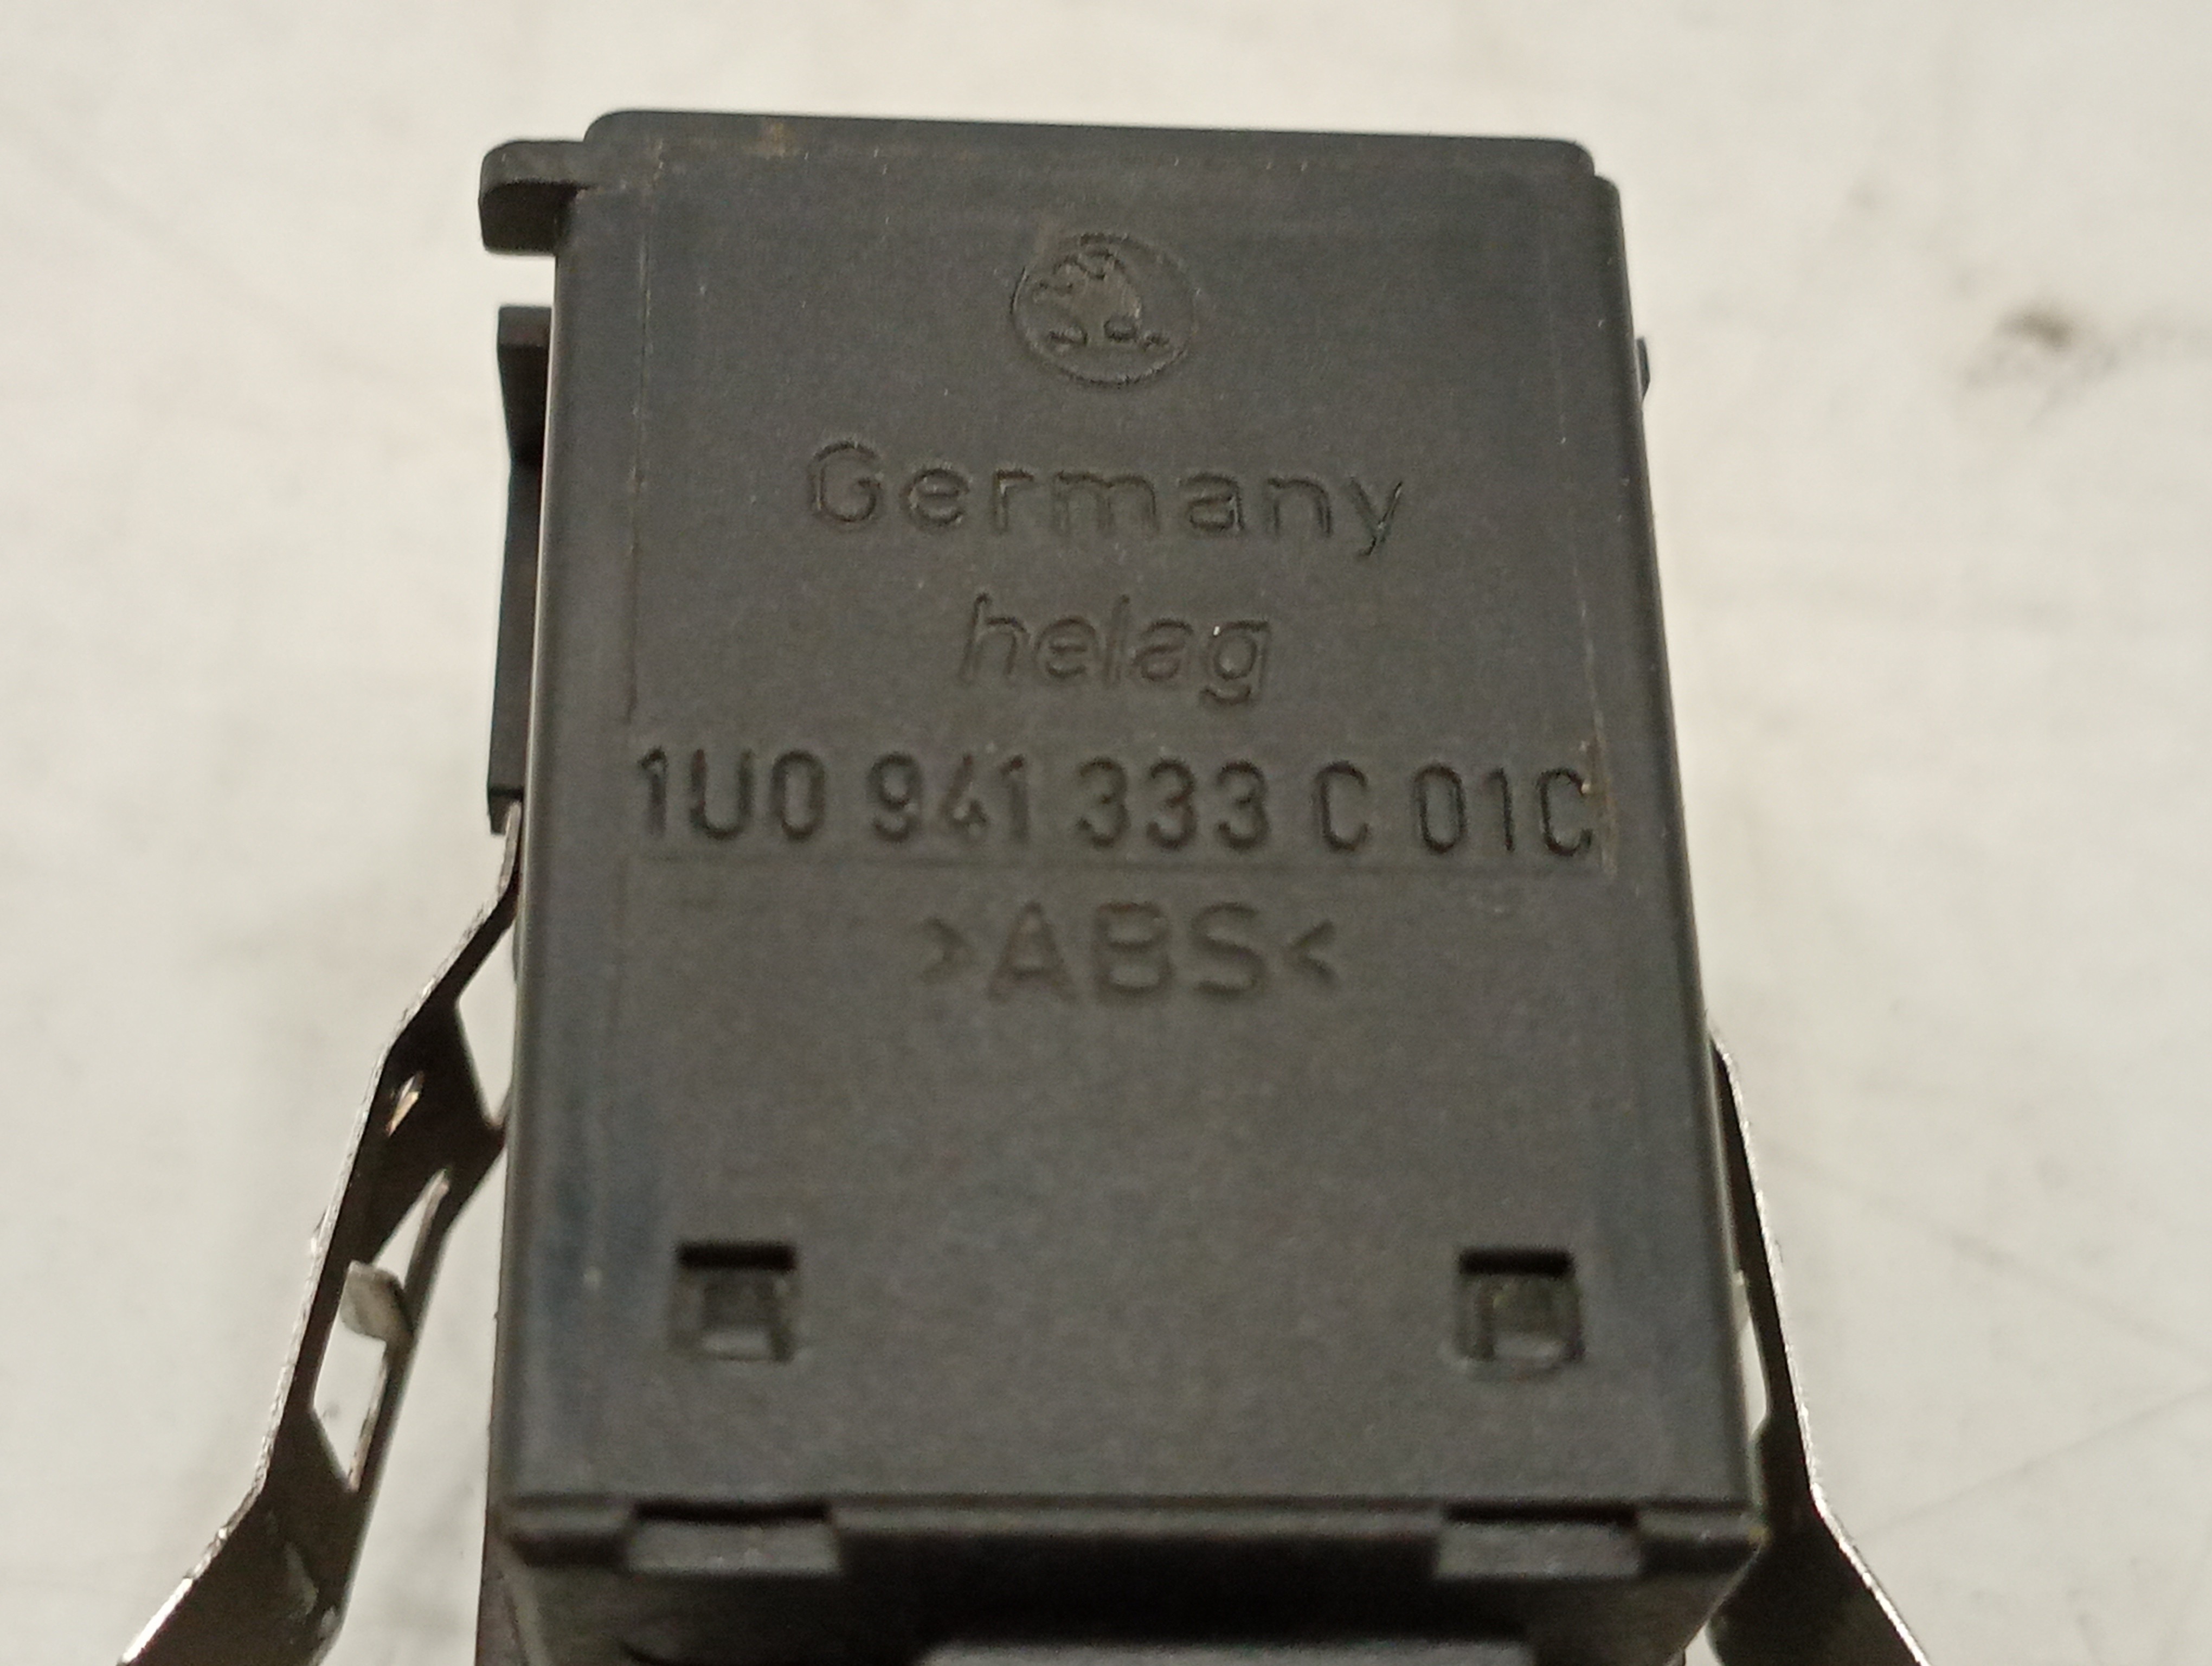 Germany
helag
1U0 941 333 C 01C
>ABS<